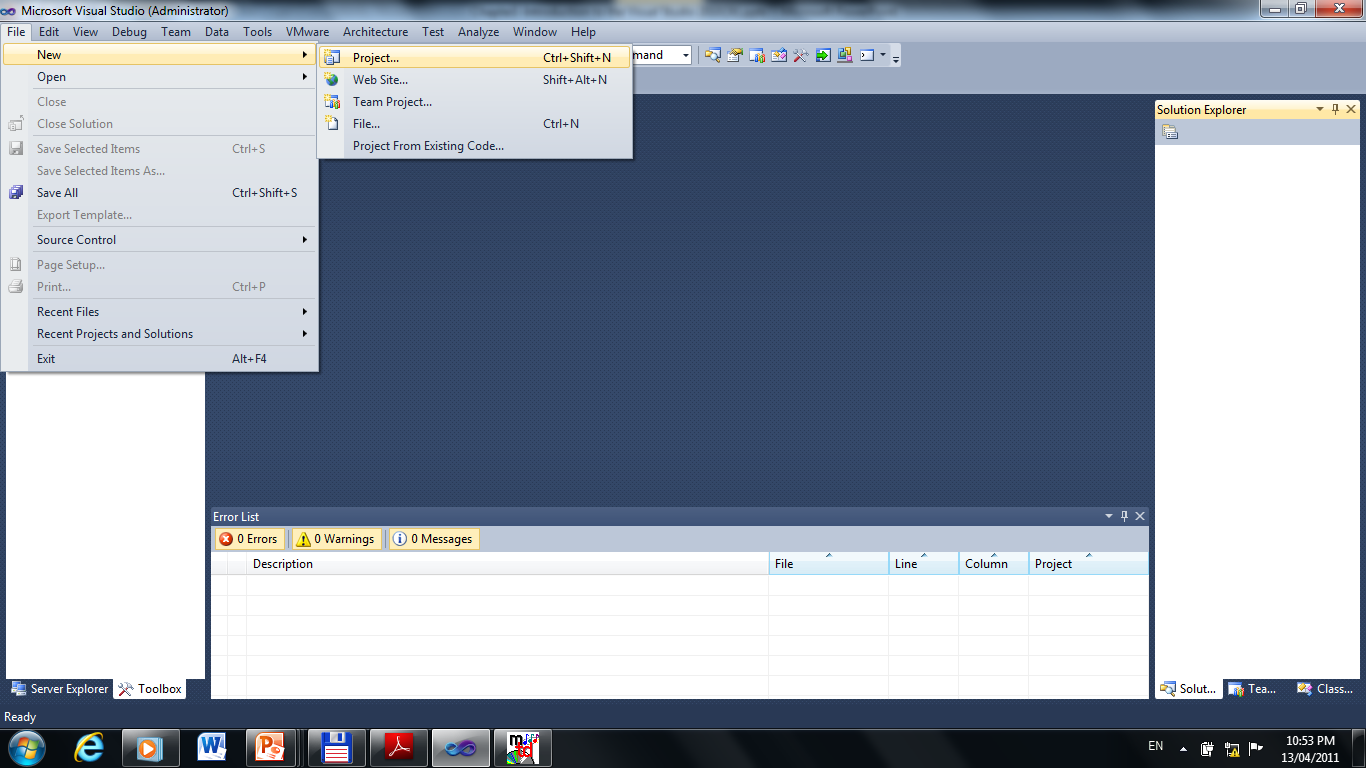 Microsoft Visual Studio (Administrator)
File Edit View Debug Team Data Tools VMware Architecture Test Analyze Window Help
New
Open
Close
Close Solution
Save Selected Items Ctrl+S
Save Selected Items As...
Save All Ctrl+Shift+S
Export Template...
Source Control
Page Setup...
Print... Ctrl+P
Recent Files
Recent Projects and Solutions
Exit Alt+F4
Project... Ctrl+Shift+N
Web Site... Shift+Alt+N
Team Project...
File... Ctrl+N
Project From Existing Code...
mand
Solution Explorer
Error List
0 Errors 0 Warnings 0 Messages
Description File Line Column Project
Server Explorer Toolbox
Solut... Tea... Class...
Ready
EN
10:53 PM
13/04/2011